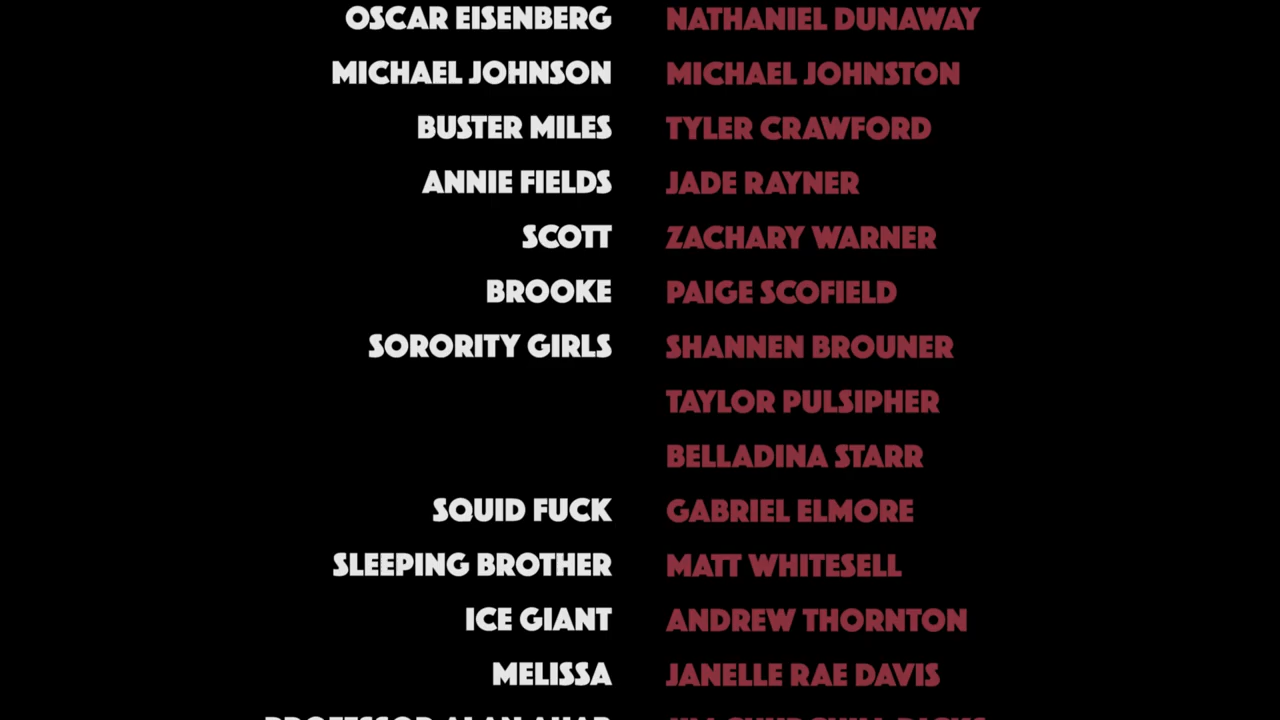 OSCAR EISENBERG NATHANIEL DUNAWAY
MICHAEL JOHNSON MICHAEL JOHNSTON
BUSTER MILES TYLER CRAWFORD
ANNIE FIELDS JADE RAYNER
SCOTT ZACHARY WARNER
BROOKE PAIGE SCOFIELD
SORORITY GIRLS SHANNEN BROUNER
TAYLOR PULSIPHER
BELLADINA STARR
SQUID FUCK GABRIEL ELMORE
SLEEPING BROTHER MATT WHITESELL
ICE GIANT ANDREW THORNTON
MELISSA JANELLE RAE DAVIS
PROFESSOR ALAN